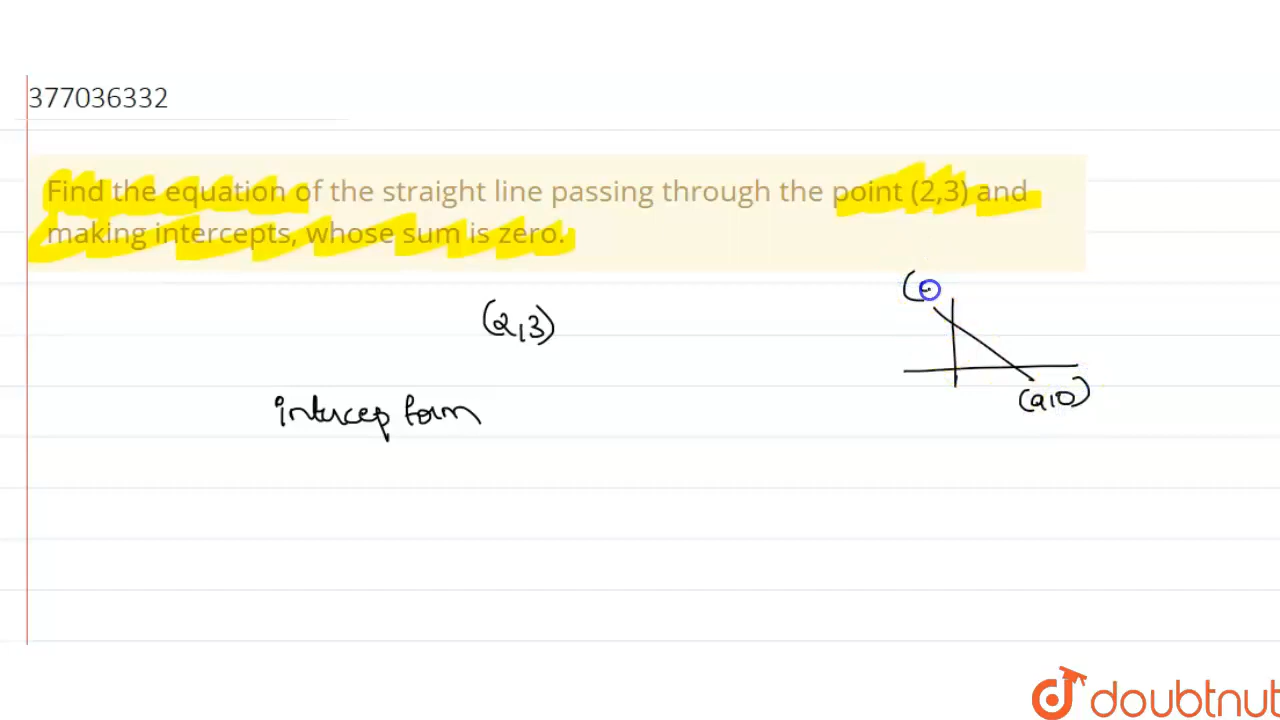 377036332
Find the equation of the straight line passing through the point (2,3) and
making intercepts, whose sum is zero.
(2,3)
intercep form
(a,0)
doubtnut